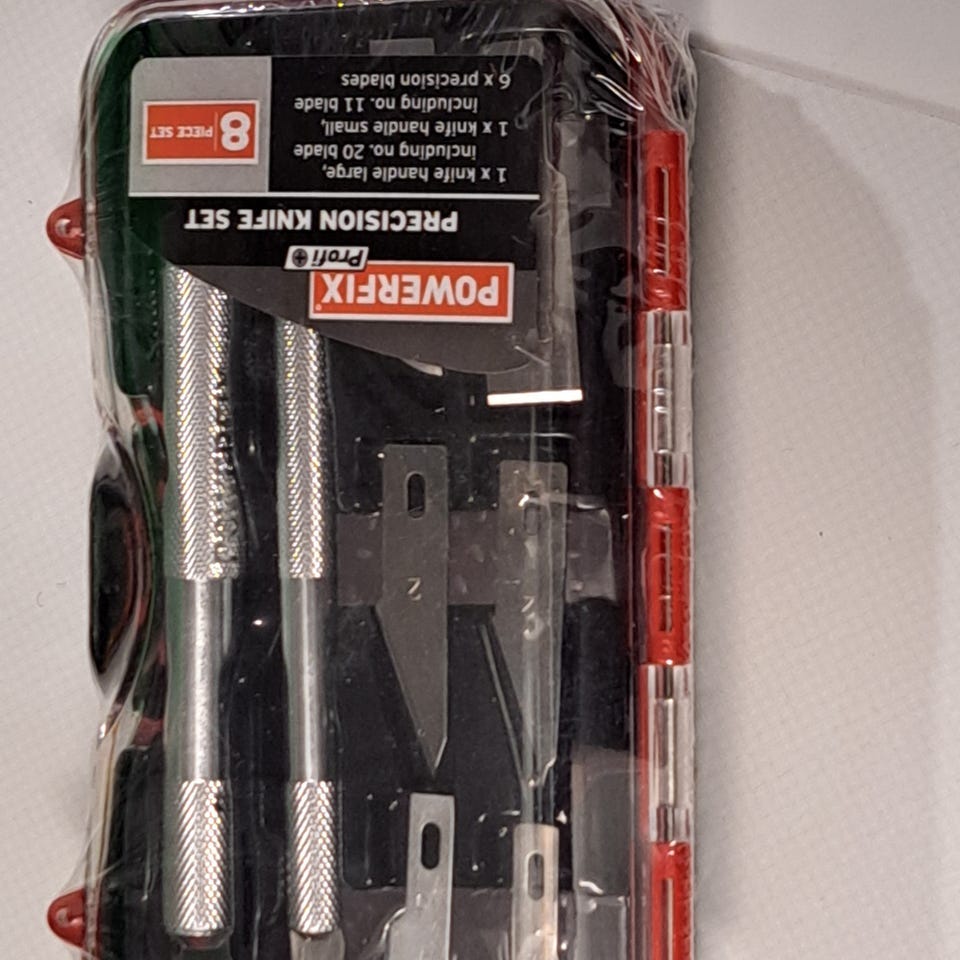 POWERFIX®
Profi+
PRECISION KNIFE SET
1 x knife handle large,
including no. 20 blade
1 x knife handle small,
including no. 11 blade
6 x precision blades
8 PIECE SET
2